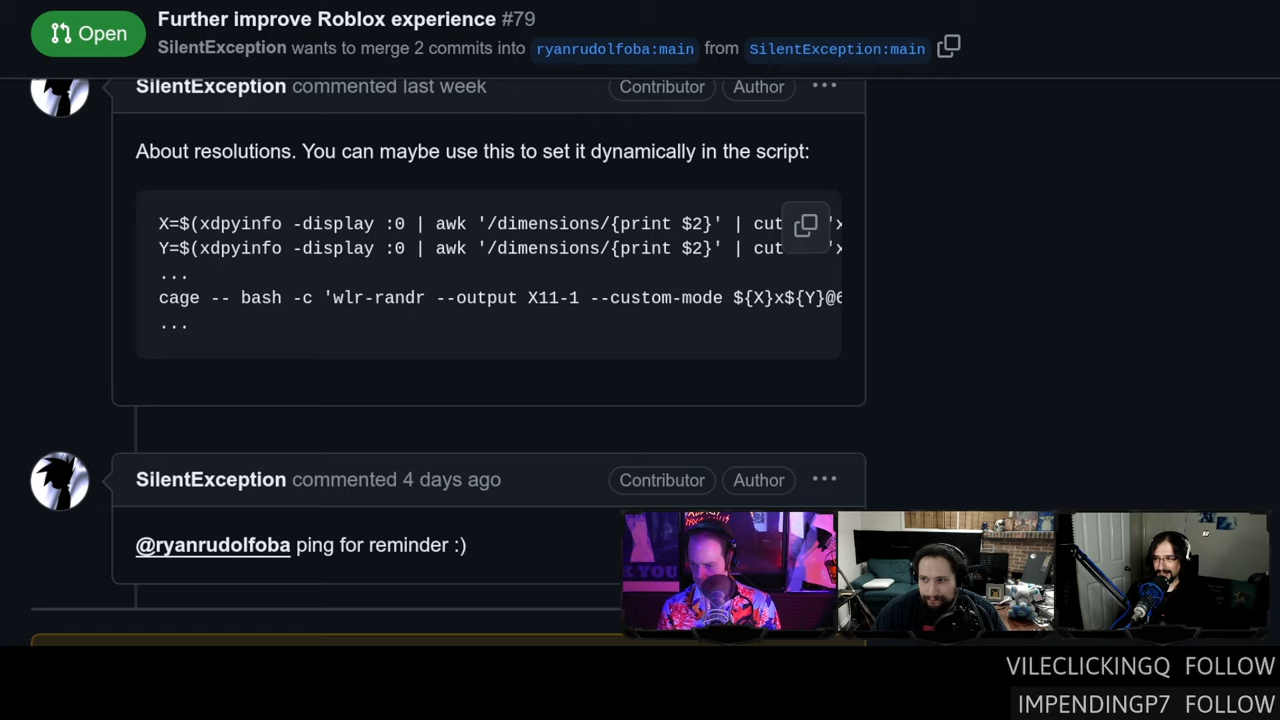 Open
Further improve Roblox experience #79
SilentException wants to merge 2 commits into ryanrudolfoba:main from SilentException:main
SilentException commented last week
Contributor
Author
About resolutions. You can maybe use this to set it dynamically in the script:
X=$(xdpyinfo -display :0 | awk '/dimensions/{print $2}' | cut 'x
Y=$(xdpyinfo -display :0 | awk '/dimensions/{print $2}' | cut 'x
...
cage -- bash -c 'wlr-randr --output X11-1 --custom-mode ${X}x${Y}@6
...
SilentException commented 4 days ago
Contributor
Author
@ryanrudolfoba ping for reminder :)
VILECLICKINGQ FOLLOW
IMPENDINGP7 FOLLOW